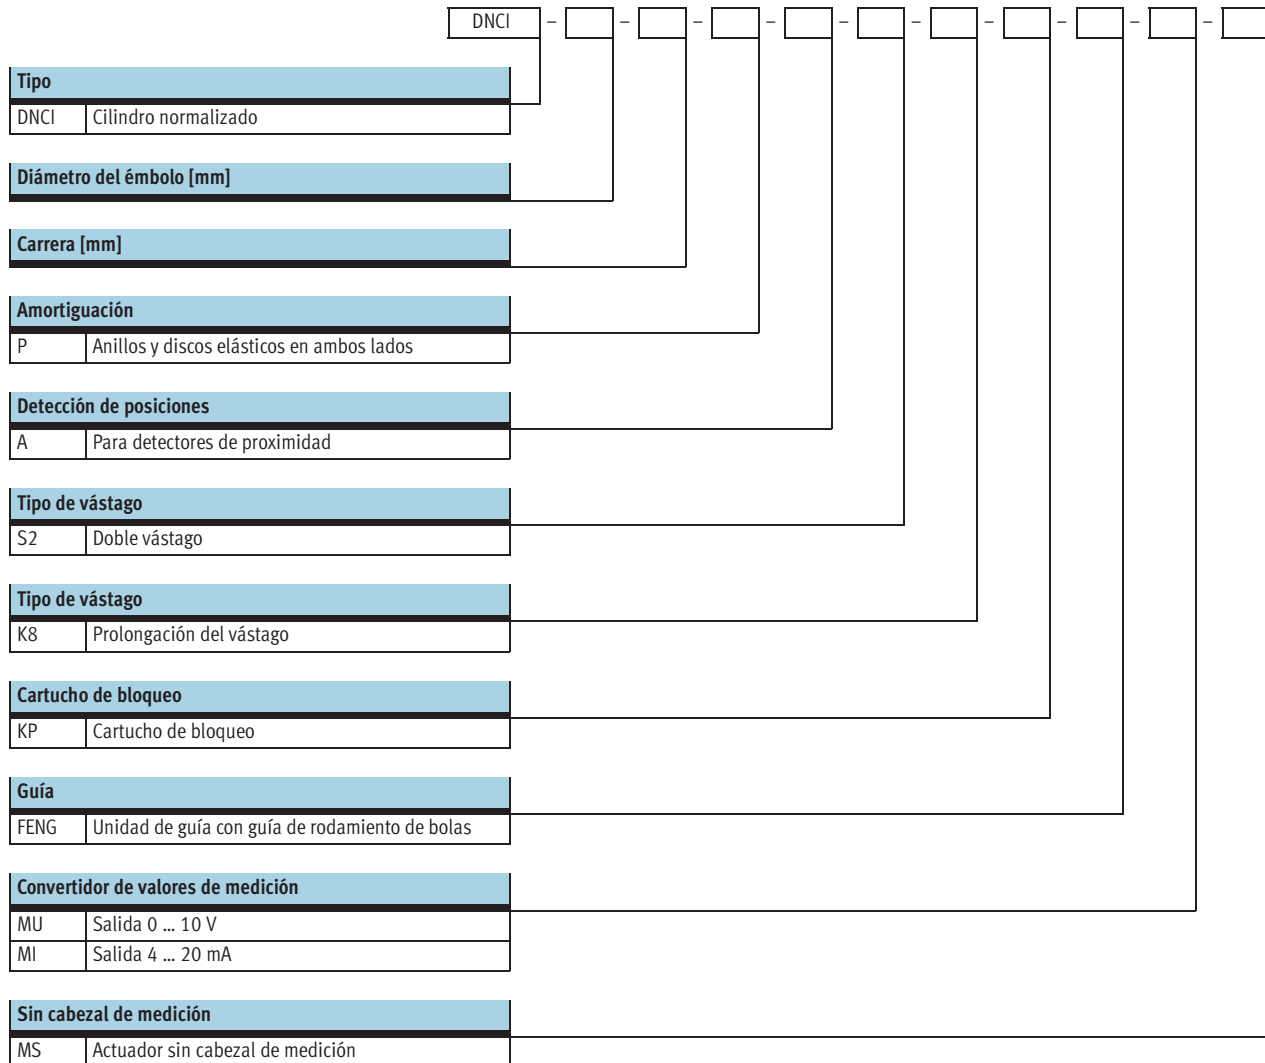 DNCI – – – – – – – – – –
Tipo
DNCI Cilindro normalizado
Diámetro del émbolo [mm]
Carrera [mm]
Amortiguación
P Anillos y discos elásticos en ambos lados
Detección de posiciones
A Para detectores de proximidad
Tipo de vástago
S2 Doble vástago
Tipo de vástago
K8 Prolongación del vástago
Cartucho de bloqueo
KP Cartucho de bloqueo
Guía
FENG Unidad de guía con guía de rodamiento de bolas
Convertidor de valores de medición
MU Salida 0 ... 10 V
MI Salida 4 ... 20 mA
Sin cabezal de medición
MS Actuador sin cabezal de medición